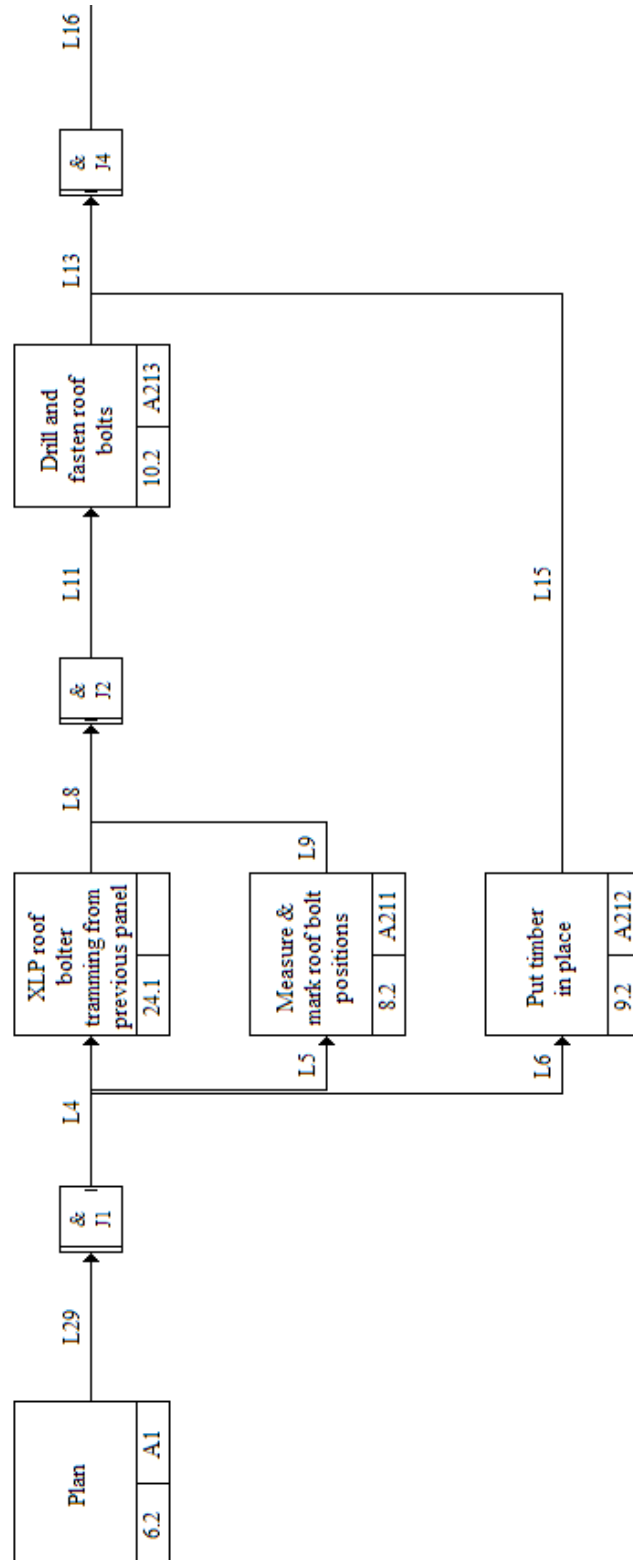 Plan
6.2
A1
L29
&
J1
L4
L5
L6
XLP roof
bolter
tramming from
previous panel
24.1
Measure &
mark roof bolt
positions
8.2
A211
Put timber
in place
9.2
A212
L8
L9
&
J2
L11
L15
Drill and
fasten roof
bolts
10.2
A213
L13
&
J4
L16